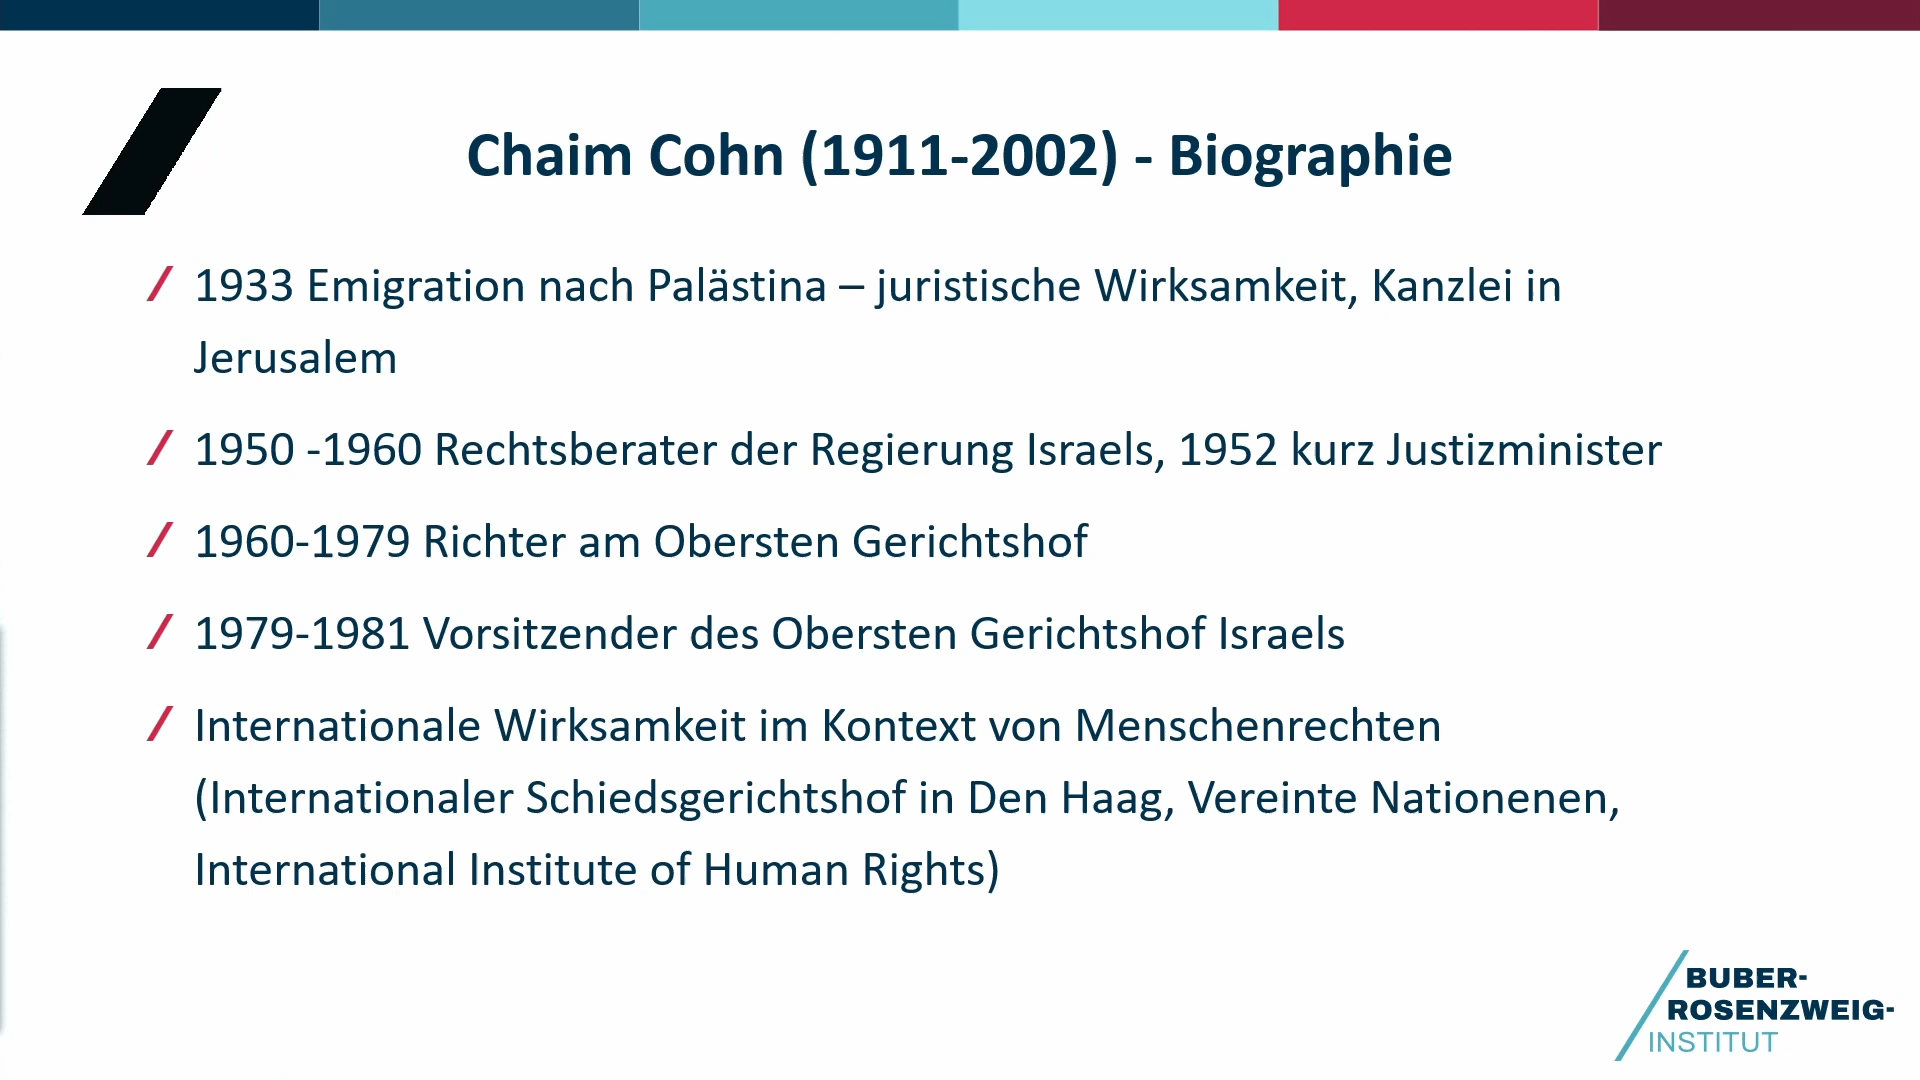 Chaim Cohn (1911-2002) - Biographie
/ 1933 Emigration nach Palästina – juristische Wirksamkeit, Kanzlei in
Jerusalem
/ 1950 -1960 Rechtsberater der Regierung Israels, 1952 kurz Justizminister
/ 1960-1979 Richter am Obersten Gerichtshof
/ 1979-1981 Vorsitzender des Obersten Gerichtshof Israels
/ Internationale Wirksamkeit im Kontext von Menschenrechten
(Internationaler Schiedsgerichtshof in Den Haag, Vereinte Nationenen,
International Institute of Human Rights)
BUBER-
ROSENZWEIG-
INSTITUT